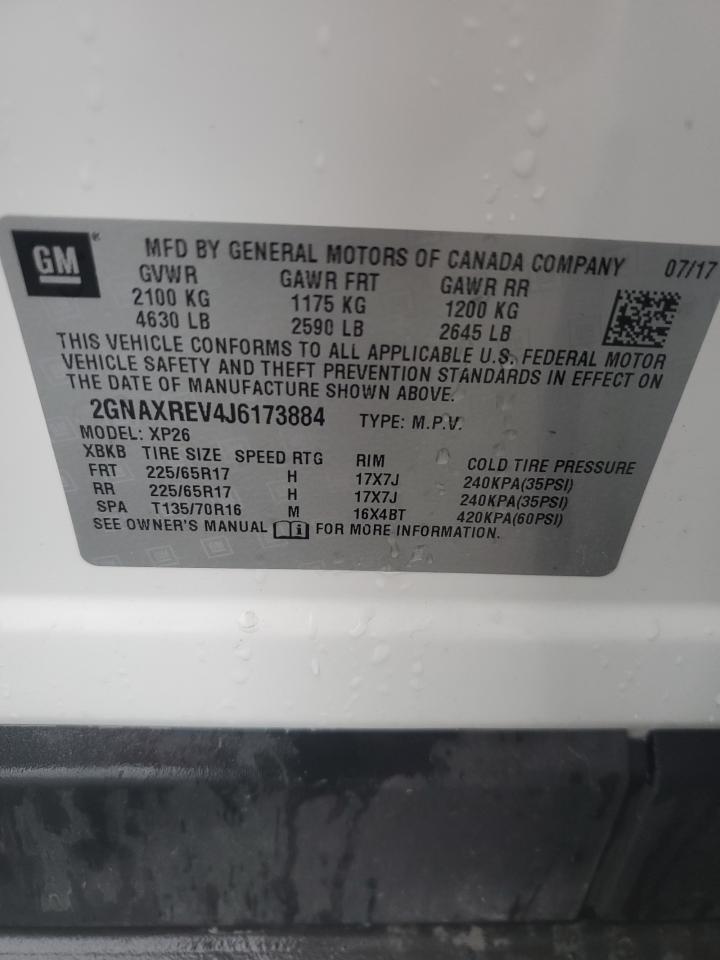 GM® MFD BY GENERAL MOTORS OF CANADA COMPANY 07/17
GVWR GAWR FRT GAWR RR
2100 KG 1175 KG 1200 KG
4630 LB 2590 LB 2645 LB
THIS VEHICLE CONFORMS TO ALL APPLICABLE U.S. FEDERAL MOTOR
VEHICLE SAFETY AND THEFT PREVENTION STANDARDS IN EFFECT ON
THE DATE OF MANUFACTURE SHOWN ABOVE.
2GNAXREV4J6173884 TYPE: M.P.V.
MODEL: XP26
XBKB TIRE SIZE SPEED RTG RIM COLD TIRE PRESSURE
FRT 225/65R17 H 17X7J 240KPA(35PSI)
RR 225/65R17 H 17X7J 240KPA(35PSI)
SPA T135/70R16 M 16X4BT 420KPA(60PSI)
SEE OWNER'S MANUAL i FOR MORE INFORMATION.